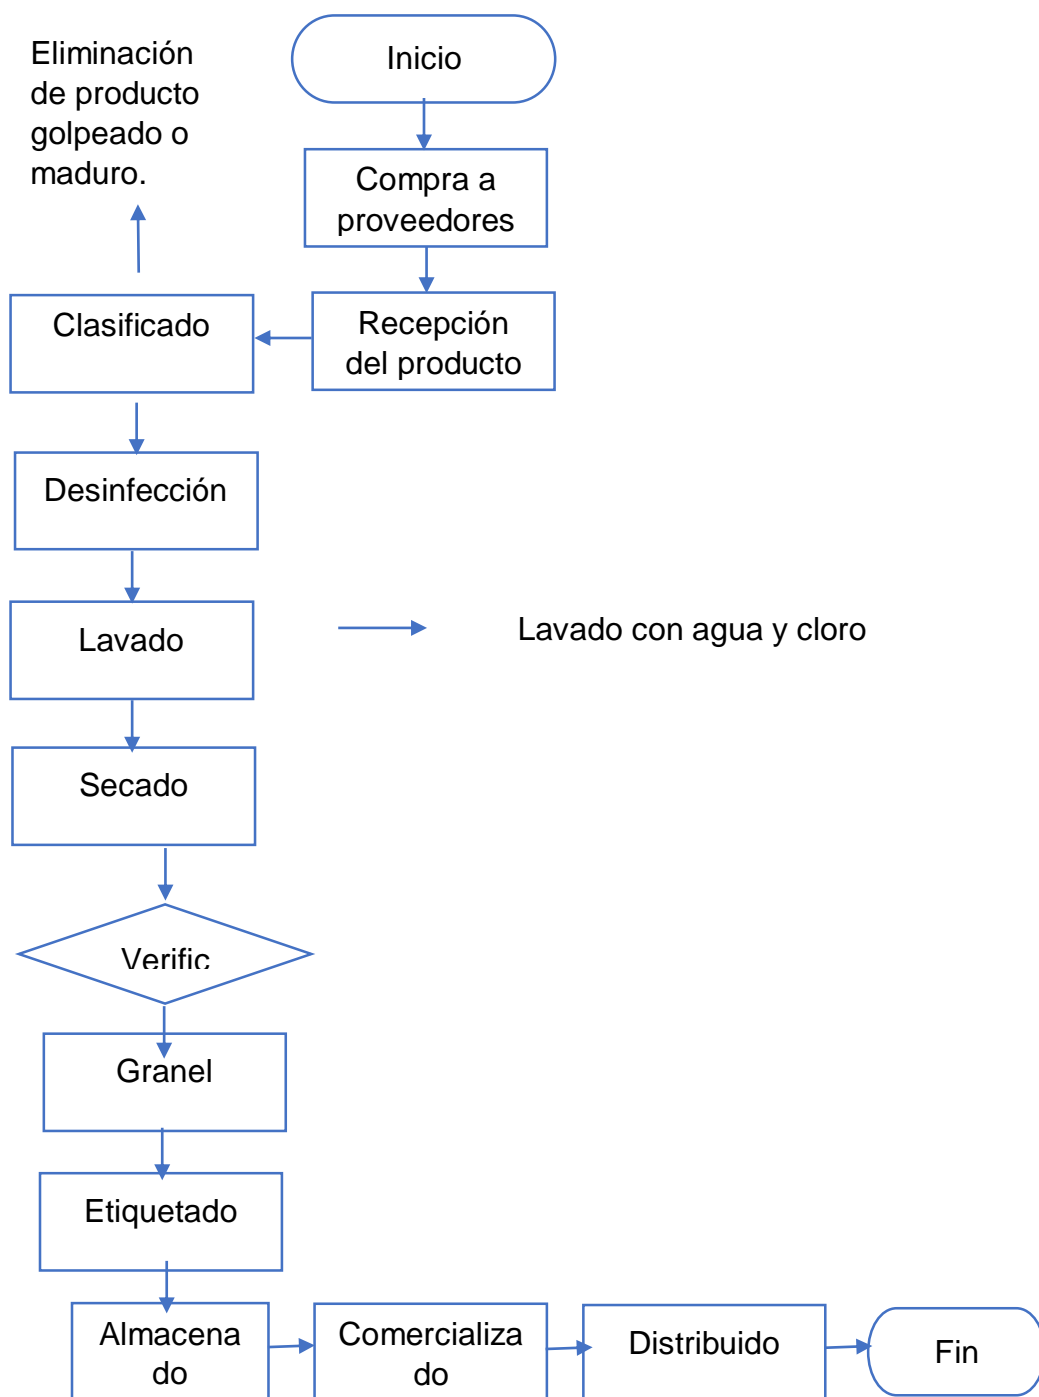 Inicio
Eliminación
de producto
golpeado o
maduro.
Compra a
proveedores
Recepción
del producto
Clasificado
Desinfección
Lavado
Lavado con agua y cloro
Secado
Verific
Granel
Etiquetado
Almacena
do
Comercializa
do
Distribuido
Fin